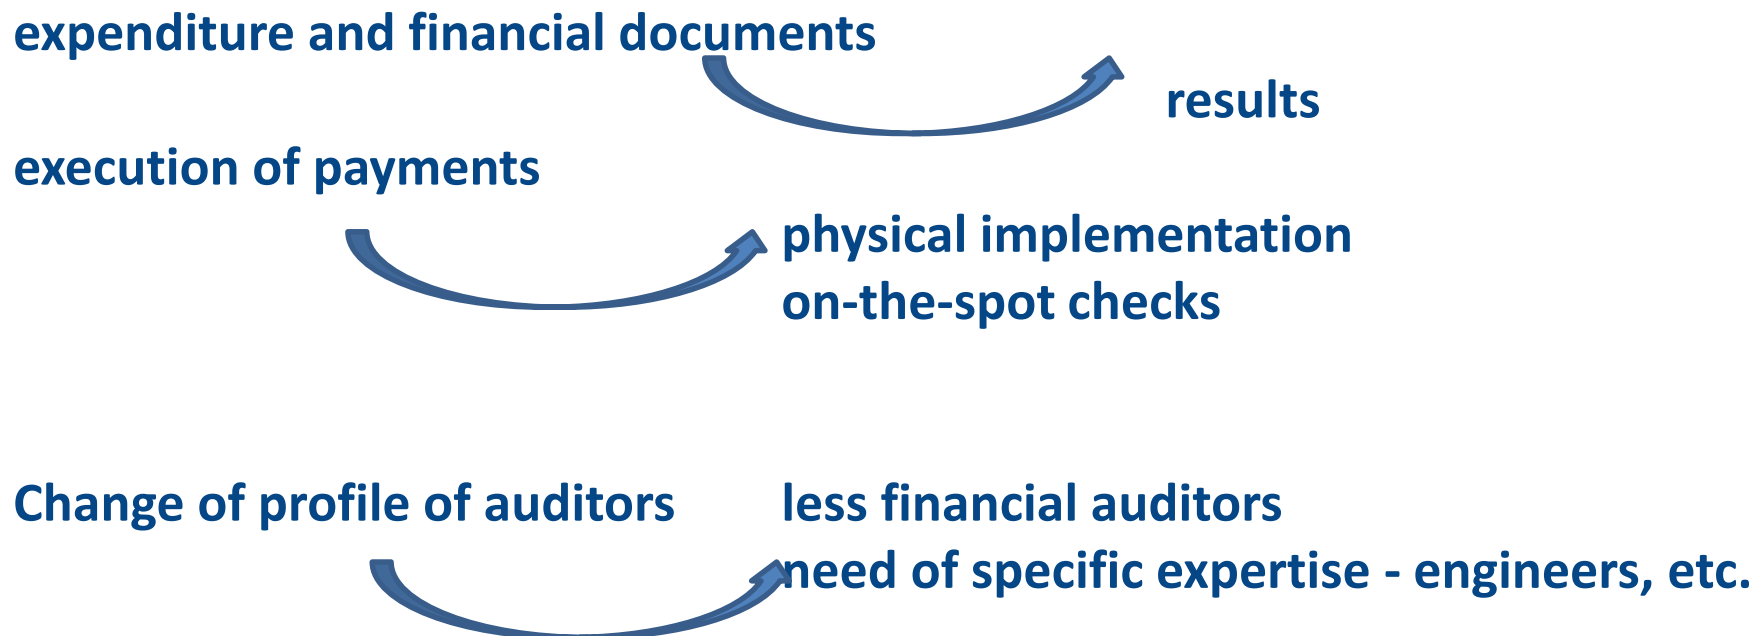 expenditure and financial documents
results
execution of payments
physical implementation
on-the-spot checks
Change of profile of auditors
less financial auditors
need of specific expertise - engineers, etc.